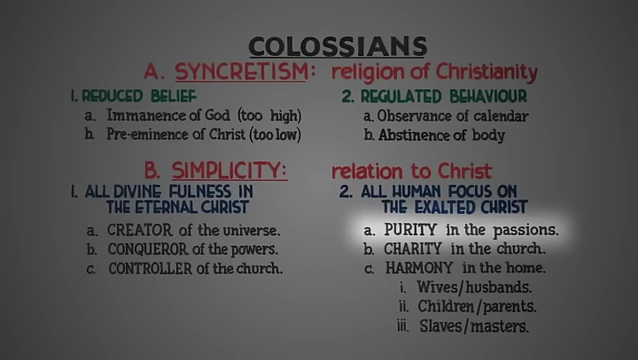 COLOSSIANS
A. SYNCRETISM: religion of Christianity
1. REDUCED BELIEF
a. Immanence of God (too high)
b. Pre-eminence of Christ (too low)
2. REGULATED BEHAVIOUR
a. Observance of calendar
b. Abstinence of body
B. SIMPLICITY: relation to Christ
1. ALL DIVINE FULNESS IN
THE ETERNAL CHRIST
a. CREATOR of the universe.
b. CONQUEROR of the powers.
c. CONTROLLER of the church.
2. ALL HUMAN FOCUS ON
THE EXALTED CHRIST
a. PURITY in the passions.
b. CHARITY in the church.
c. HARMONY in the home.
i. Wives/husbands.
ii. Children/parents.
iii. Slaves/masters.